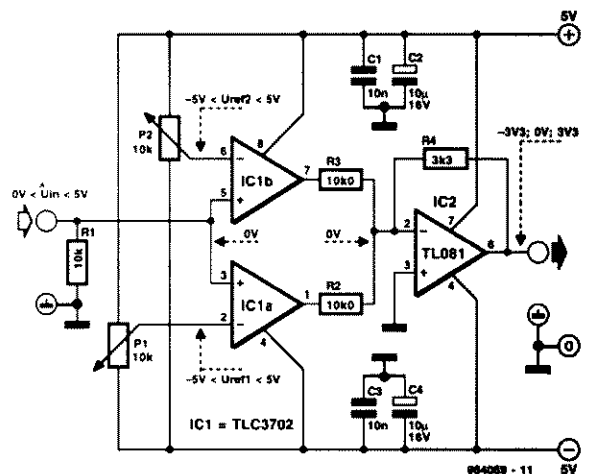 5V
+
C1
10n
C2
10µ
16V
-5V < Uref2 < 5V
-3V3; 0V; 3V3
P2
10k
6
8
R4
3k3
IC1b
7
R3
10k0
IC2
0V < Uin < 5V
5
0V
0V
2
7
TL081
6
R1
10k
3
3
4
IC1a
1
R2
10k0
2
P1
10k
4
-5V < Uref1 < 5V
0
C3
10n
C4
10µ
16V
IC1 = TLC3702
984089 - 11
5V